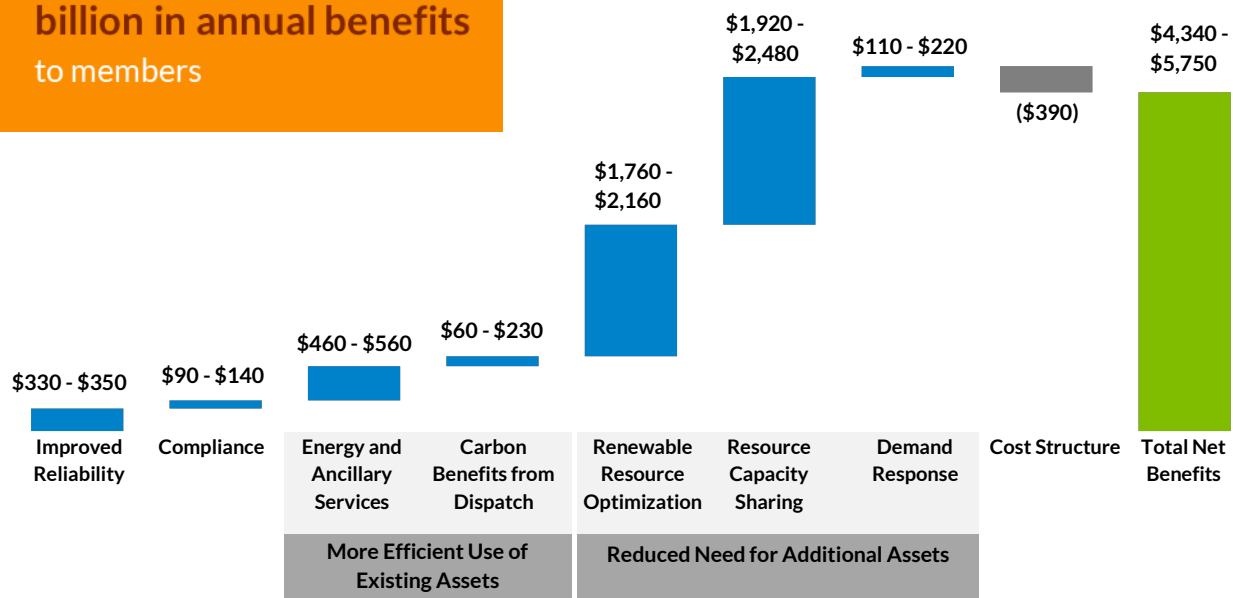 billion in annual benefits
to members
$330 - $350
$90 - $140
$460 - $560
$60 - $230
$1,760 -
$2,160
$1,920 -
$2,480
$110 - $220
($390)
$4,340 -
$5,750
Improved
Reliability
Compliance
Energy and
Ancillary
Services
Carbon
Benefits from
Dispatch
Renewable
Resource
Optimization
Resource
Capacity
Sharing
Demand
Response
Cost Structure
Total Net
Benefits
More Efficient Use of
Existing Assets
Reduced Need for Additional Assets